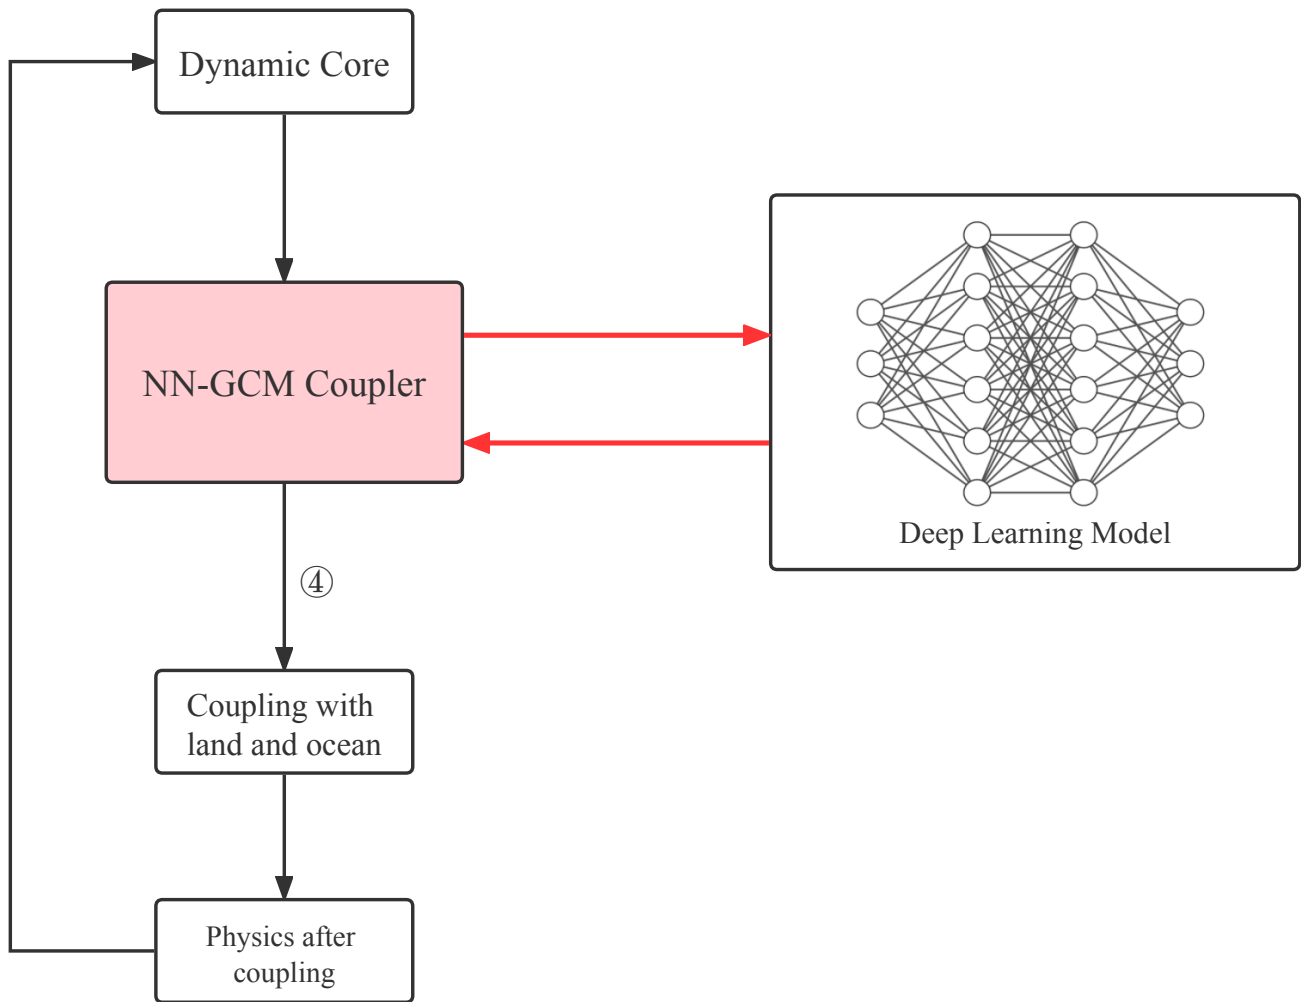 Dynamic Core
NN-GCM Coupler
Deep Learning Model
④
Coupling with
land and ocean
Physics after
coupling